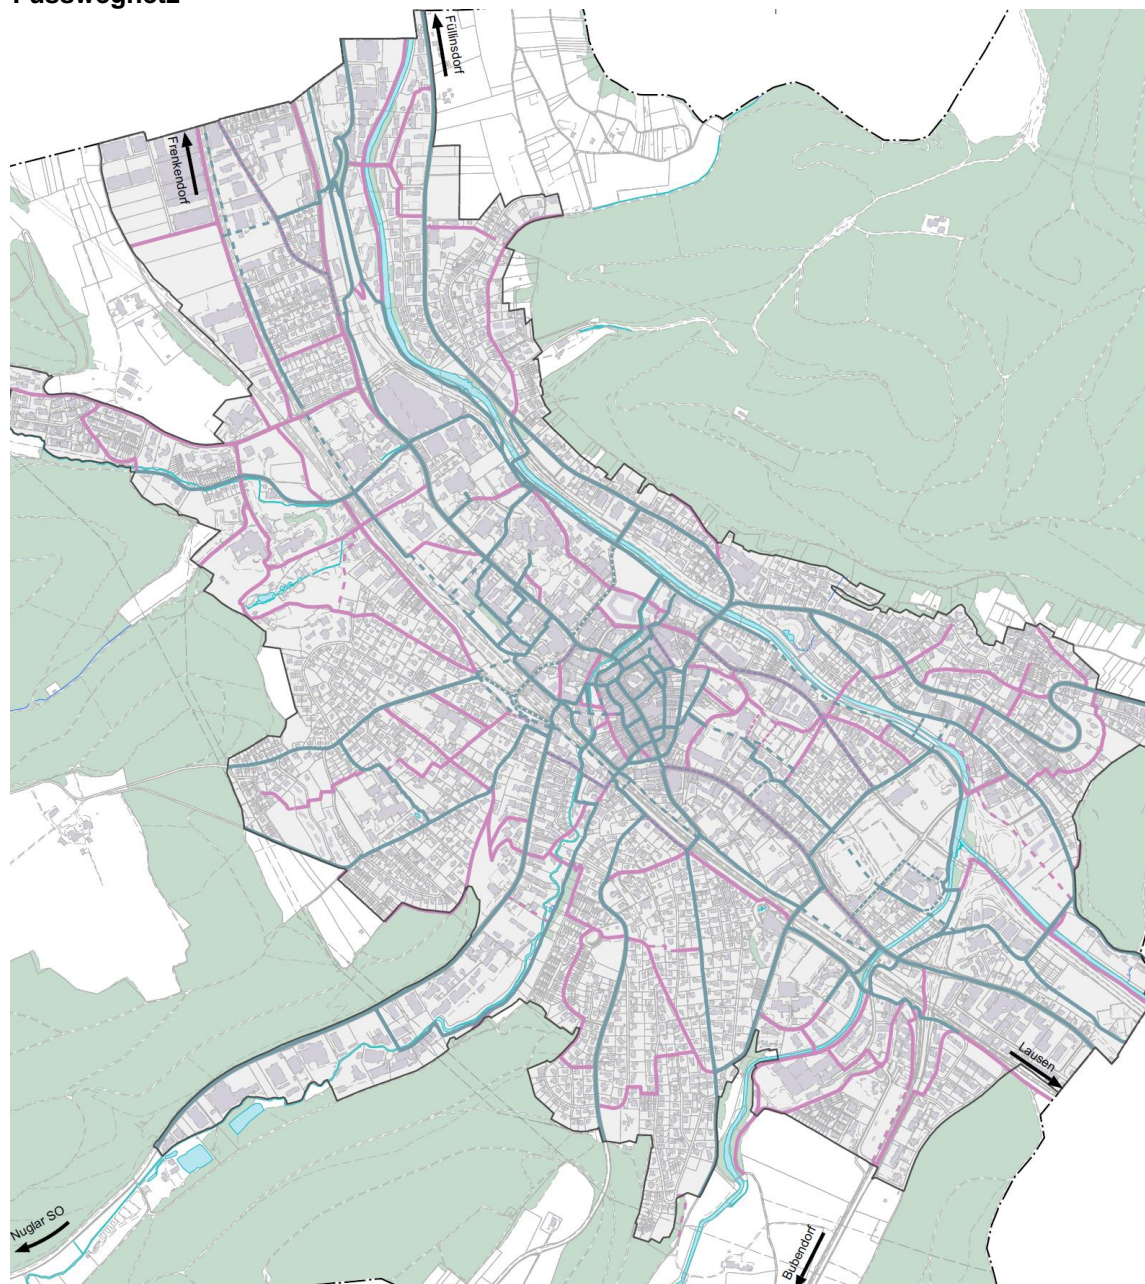 Fusswegnetz
Füllinsdorf
Frenkendorf
Lausen
Nuglar SO
Bubendorf